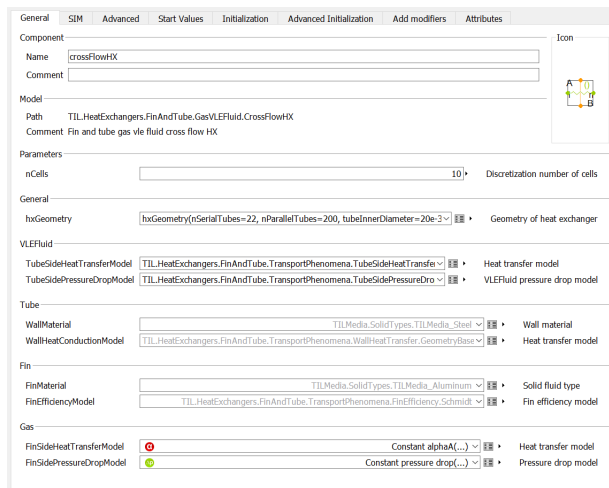 General SIM Advanced Start Values Initialization Advanced Initialization Add modifiers Attributes
Component
Icon
Name crossFlowHX
Comment
A
B
Model
Path TIL.HeatExchangers.FinAndTube.GasVLEFluid.CrossFlowHX
Comment Fin and tube gas vle fluid cross flow HX
Parameters
nCells 10 Discretization number of cells
General
hxGeometry hxGeometry(nSerialTubes=22, nParallelTubes=200, tubeInnerDiameter=20e-3 Geometry of heat exchanger
VLEFluid
TubeSideHeatTransferModel TIL.HeatExchangers.FinAndTube.TransportPhenomena.TubeSideHeatTransfer Heat transfer model
TubeSidePressureDropModel TIL.HeatExchangers.FinAndTube.TransportPhenomena.TubeSidePressureDro VLEFluid pressure drop model
Tube
WallMaterial TILMedia.SolidTypes.TILMedia_Steel Wall material
WallHeatConductionModel TIL.HeatExchangers.FinAndTube.TransportPhenomena.WallHeatTransfer.GeometryBase Heat transfer model
Fin
FinMaterial TILMedia.SolidTypes.TILMedia_Aluminum Solid fluid type
FinEfficiencyModel TIL.HeatExchangers.FinAndTube.TransportPhenomena.FinEfficiency.Schmidt Fin efficiency model
Gas
FinSideHeatTransferModel α Constant alphaA(...) Heat transfer model
FinSidePressureDropModel Constant pressure drop(...) Pressure drop model